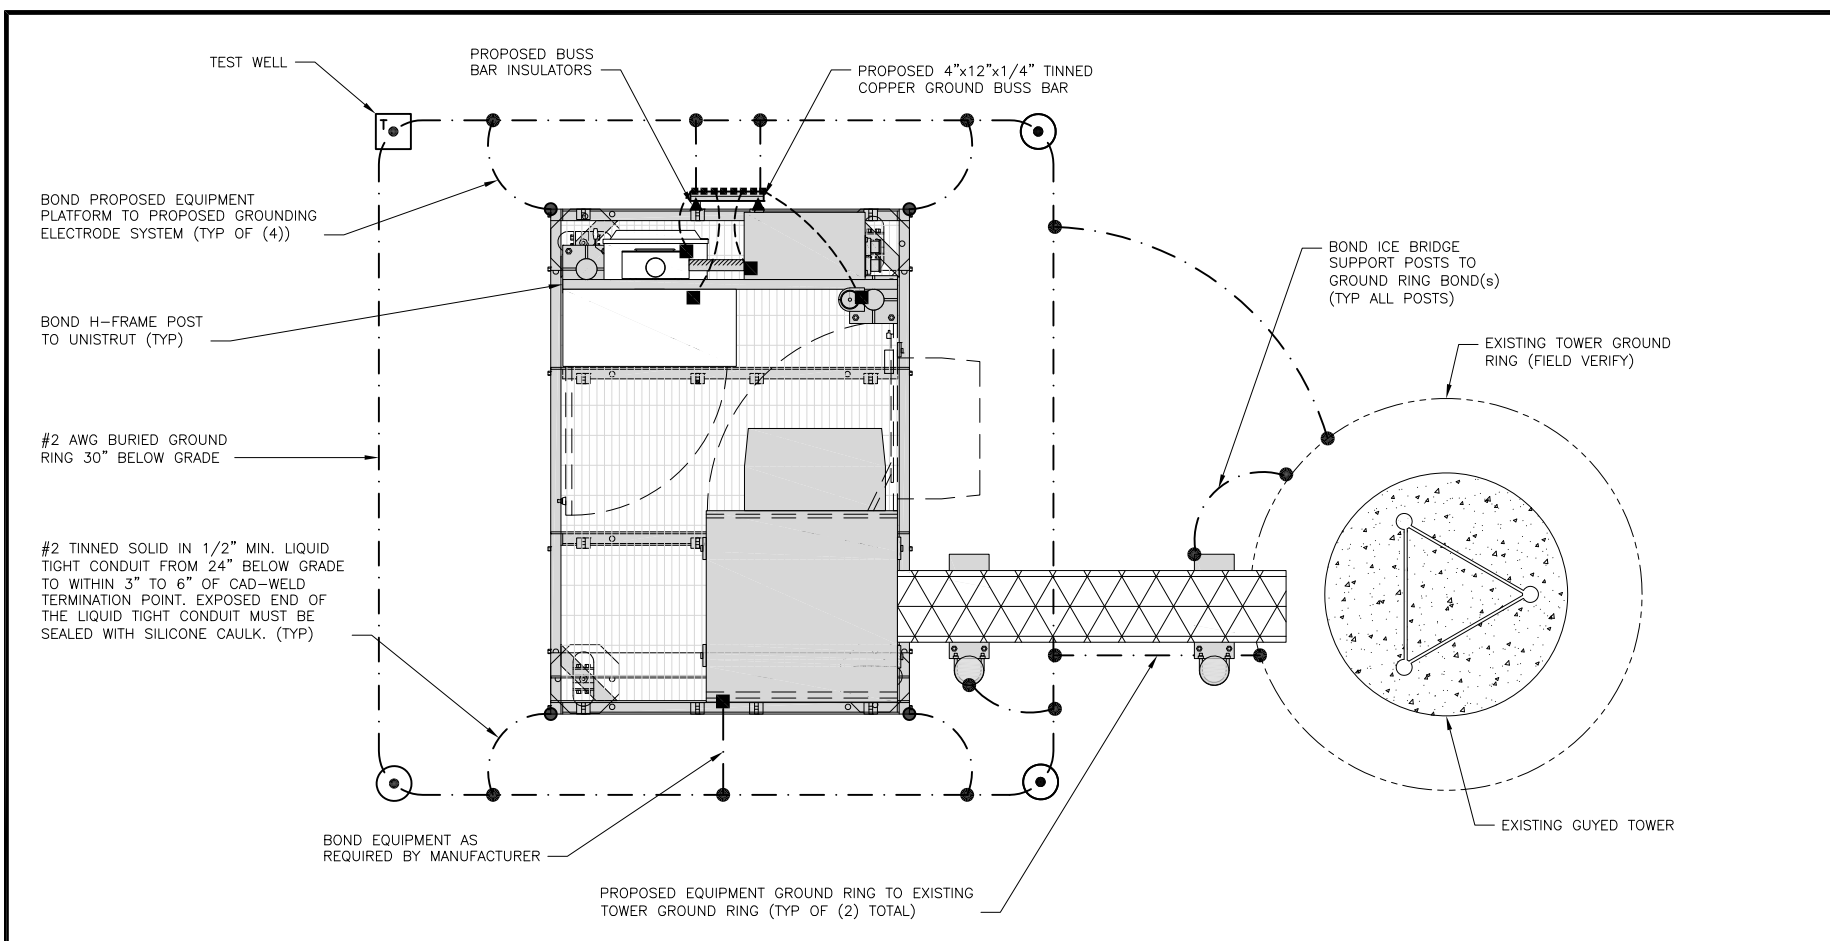 TEST WELL
PROPOSED BUSS
BAR INSULATORS
PROPOSED 4"x12"x1/4" TINNED
COPPER GROUND BUSS BAR
T
BOND PROPOSED EQUIPMENT
PLATFORM TO PROPOSED GROUNDING
ELECTRODE SYSTEM (TYP OF (4))
BOND ICE BRIDGE
SUPPORT POSTS TO
GROUND RING BOND(s)
(TYP ALL POSTS)
BOND H-FRAME POST
TO UNISTRUT (TYP)
EXISTING TOWER GROUND
RING (FIELD VERIFY)
#2 AWG BURIED GROUND
RING 30" BELOW GRADE
#2 TINNED SOLID IN 1/2" MIN. LIQUID
TIGHT CONDUIT FROM 24" BELOW GRADE
TO WITHIN 3" TO 6" OF CAD-WELD
TERMINATION POINT. EXPOSED END OF
THE LIQUID TIGHT CONDUIT MUST BE
SEALED WITH SILICONE CAULK. (TYP)
BOND EQUIPMENT AS
REQUIRED BY MANUFACTURER
EXISTING GUYED TOWER
PROPOSED EQUIPMENT GROUND RING TO EXISTING
TOWER GROUND RING (TYP OF (2) TOTAL)